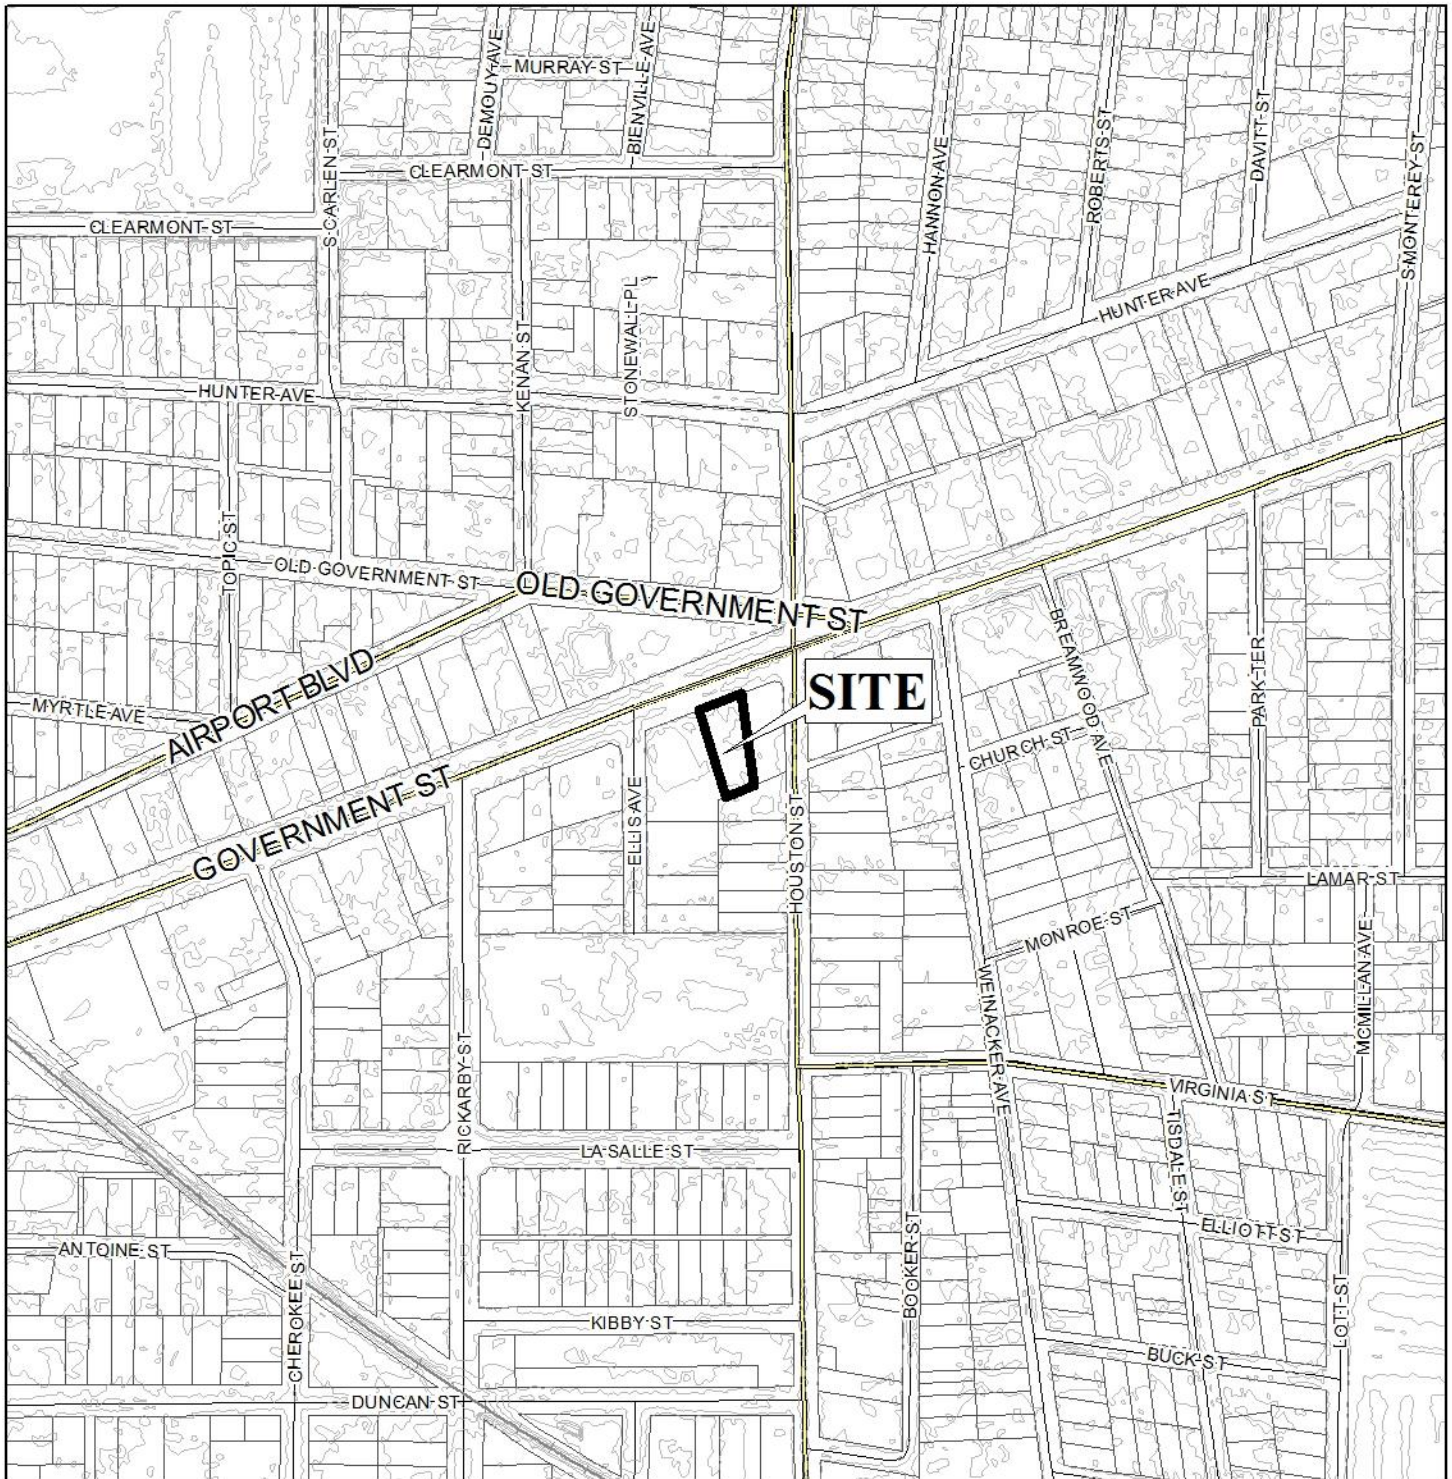 DEMOUY AVE
MURRAY ST
BIENVILLE AVE
S CARLEN ST
CLEARMONT ST
CLEARMONT ST
HANNON AVE
ROBERTS ST
DAVITT ST
S MONTEREY ST
HUNTER AVE
STONEWALL PL
KENAN ST
HUNTER AVE
TOPIC ST
OLD GOVERNMENT ST
OLD GOVERNMENT ST
AIRPORT BLVD
MYRTLE AVE
SITE
BREAMWOOD AVE
PARK TER
CHURCH ST
GOVERNMENT ST
ELLIS AVE
HOUSTON ST
LAMAR ST
MONROE ST
MCMILLAN AVE
WEINACKER AVE
RICKARBY ST
VIRGINIA ST
TISDALE ST
LA SALLE ST
ELLIOTT ST
ANTOINE ST
CHEROKEE ST
BOOKER ST
LOTT ST
KIBBY ST
BUCK ST
DUNCAN ST